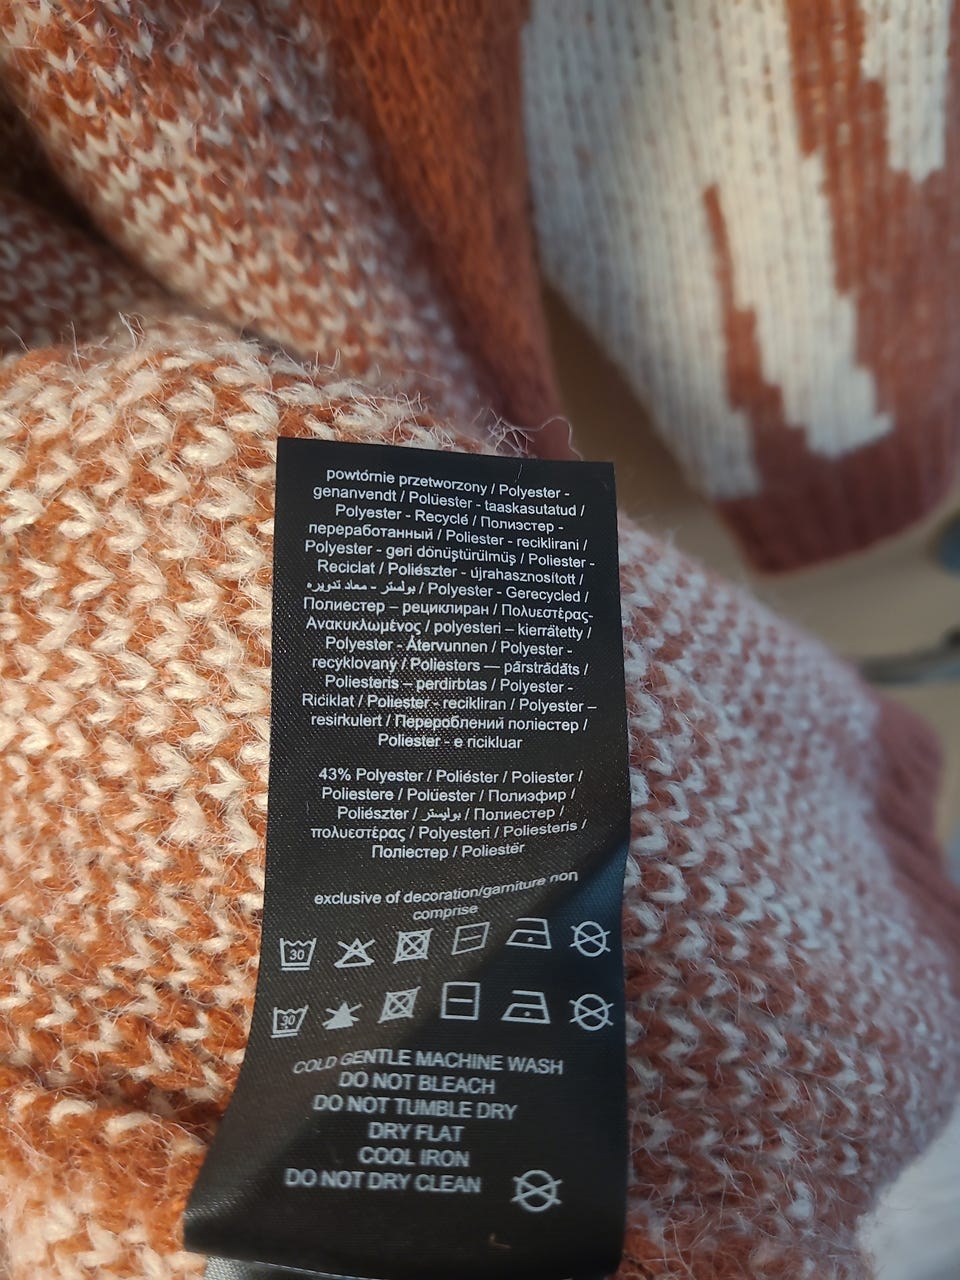 powtórnie przetworzony / Polyester -
genanvendt / Polüester - taaskasutatud /
Polyester - Recyclé / Полиэстер -
переработанный / Poliester - reciklirani /
Polyester - geri dönüştürülmüş / Poliester -
Reciclat / Poliészter - újrahasznosított /
بوليستر - معاد تدويره / Polyester - Gerecycled /
Полиестер – рециклиран / Πολυεστέρας-
Ανακυκλωμένος / polyesteri – kierrätetty /
Polyester - Återvunnen / Polyester -
recyklovaný / Poliesters — pārstrādāts /
Poliesteris – perdirbtas / Polyester -
Riċiklat / Poliester - recikliran / Polyester –
resirkulert / Перероблений поліестер /
Poliester - e ricikluar
43% Polyester / Poliéster / Poliester /
Poliestere / Polüester / Полиэфир /
Poliészter / بوليستر / Полиестер /
πολυεστέρας / Polyesteri / Poliesteris /
Поліестер / Poliestër
exclusive of decoration/garniture non
comprise
30
30
COLD GENTLE MACHINE WASH
DO NOT BLEACH
DO NOT TUMBLE DRY
DRY FLAT
COOL IRON
DO NOT DRY CLEAN